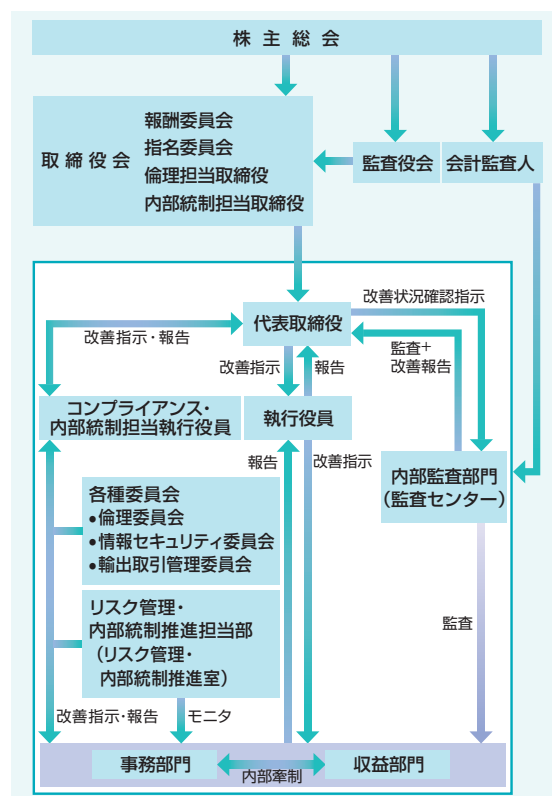 株主総会
取締役会
報酬委員会
指名委員会
倫理担当取締役
内部統制担当取締役
監査役会
会計監査人
代表取締役
改善状況確認指示
改善指示・報告
改善指示
報告
監査+
改善報告
コンプライアンス・
内部統制担当執行役員
執行役員
報告
改善指示
内部監査部門
(監査センター)
各種委員会
●倫理委員会
●情報セキュリティ委員会
●輸出取引管理委員会
リスク管理・
内部統制推進担当部
(リスク管理・
内部統制推進室)
監査
改善指示・報告
モニタ
事務部門
内部牽制
収益部門